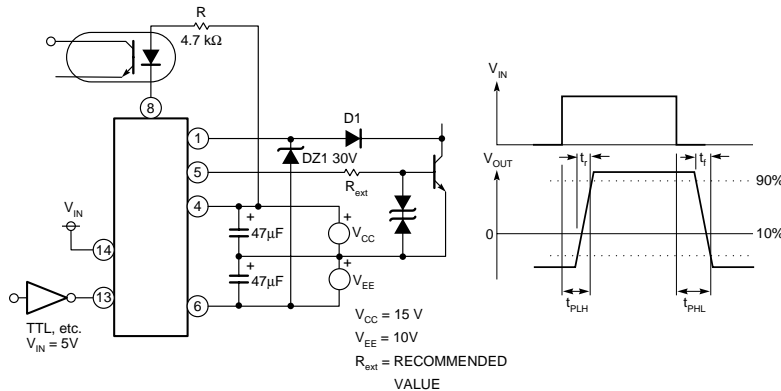 R
4.7 kΩ
8
1
D1
DZ1 30V
5
R_ext
4
V_IN
14
+
47µF
+
V_CC
+
47µF
+
V_EE
13
6
TTL, etc.
V_IN = 5V
V_CC = 15 V
V_EE = 10V
R_ext = RECOMMENDED
VALUE
V_IN
V_OUT
t_r
t_f
90%
0
10%
t_PLH
t_PHL